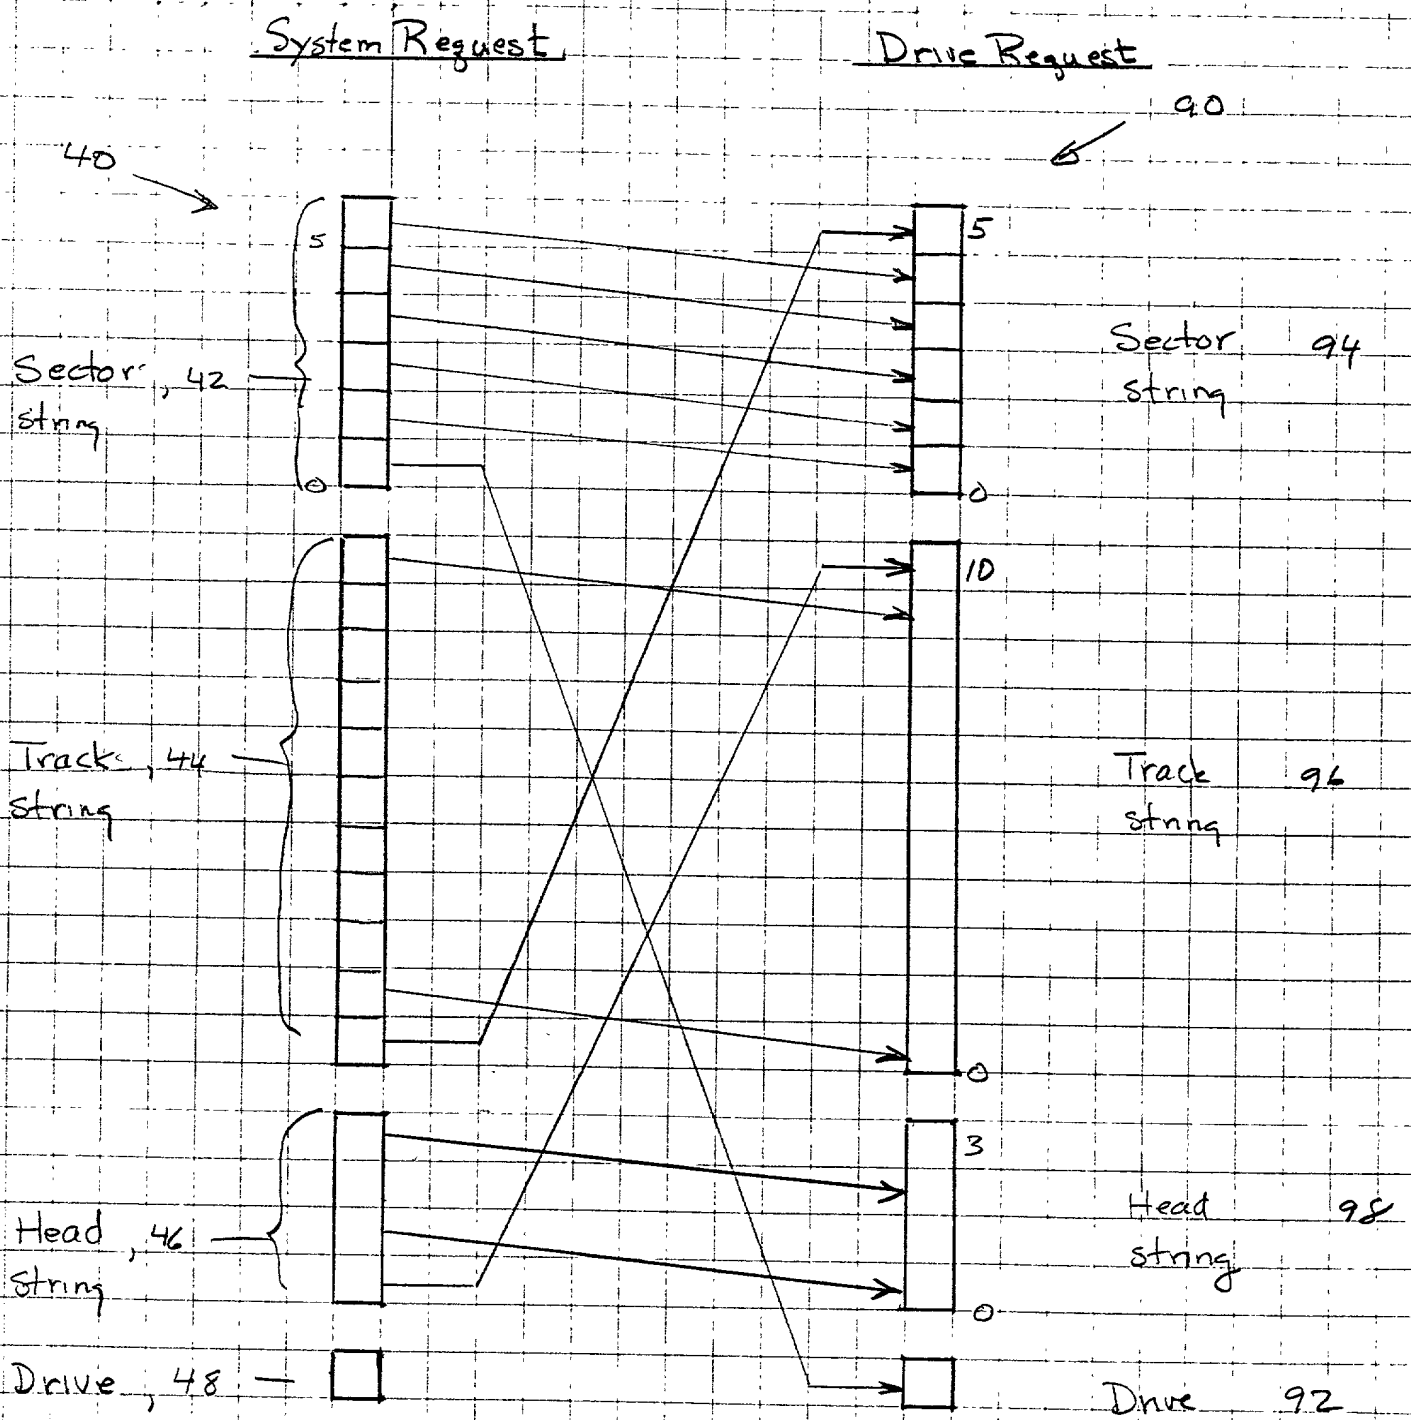 System Request
Drive Request
90
40
5
5
Sector, 42
string
Sector 94
string
0
0
10
Track, 44
string
Track 96
string
0
3
Head, 46
string
Head 98
string
0
Drive, 48
Drive 92